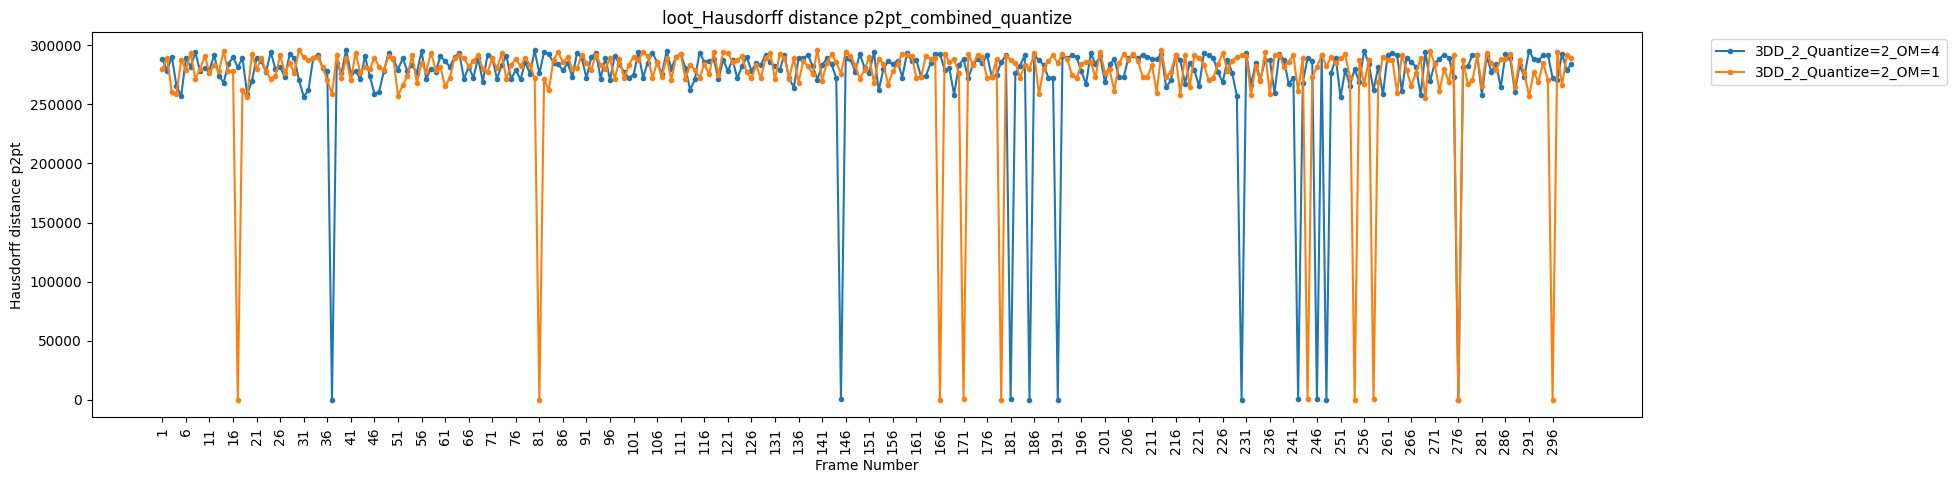 loot_Hausdorff distance p2pt_combined_quantize
3DD_2_Quantize=2_OM=4
3DD_2_Quantize=2_OM=1
Hausdorff distance p2pt
300000
250000
200000
150000
100000
50000
0
1 6 11 16 21 26 31 36 41 46 51 56 61 66 71 76 81 86 91 96 101 106 111 116 121 126 131 136 141 146 151 156 161 166 171 176 181 186 191 196 201 206 211 216 221 226 231 236 241 246 251 256 261 266 271 276 281 286 291 296
Frame Number